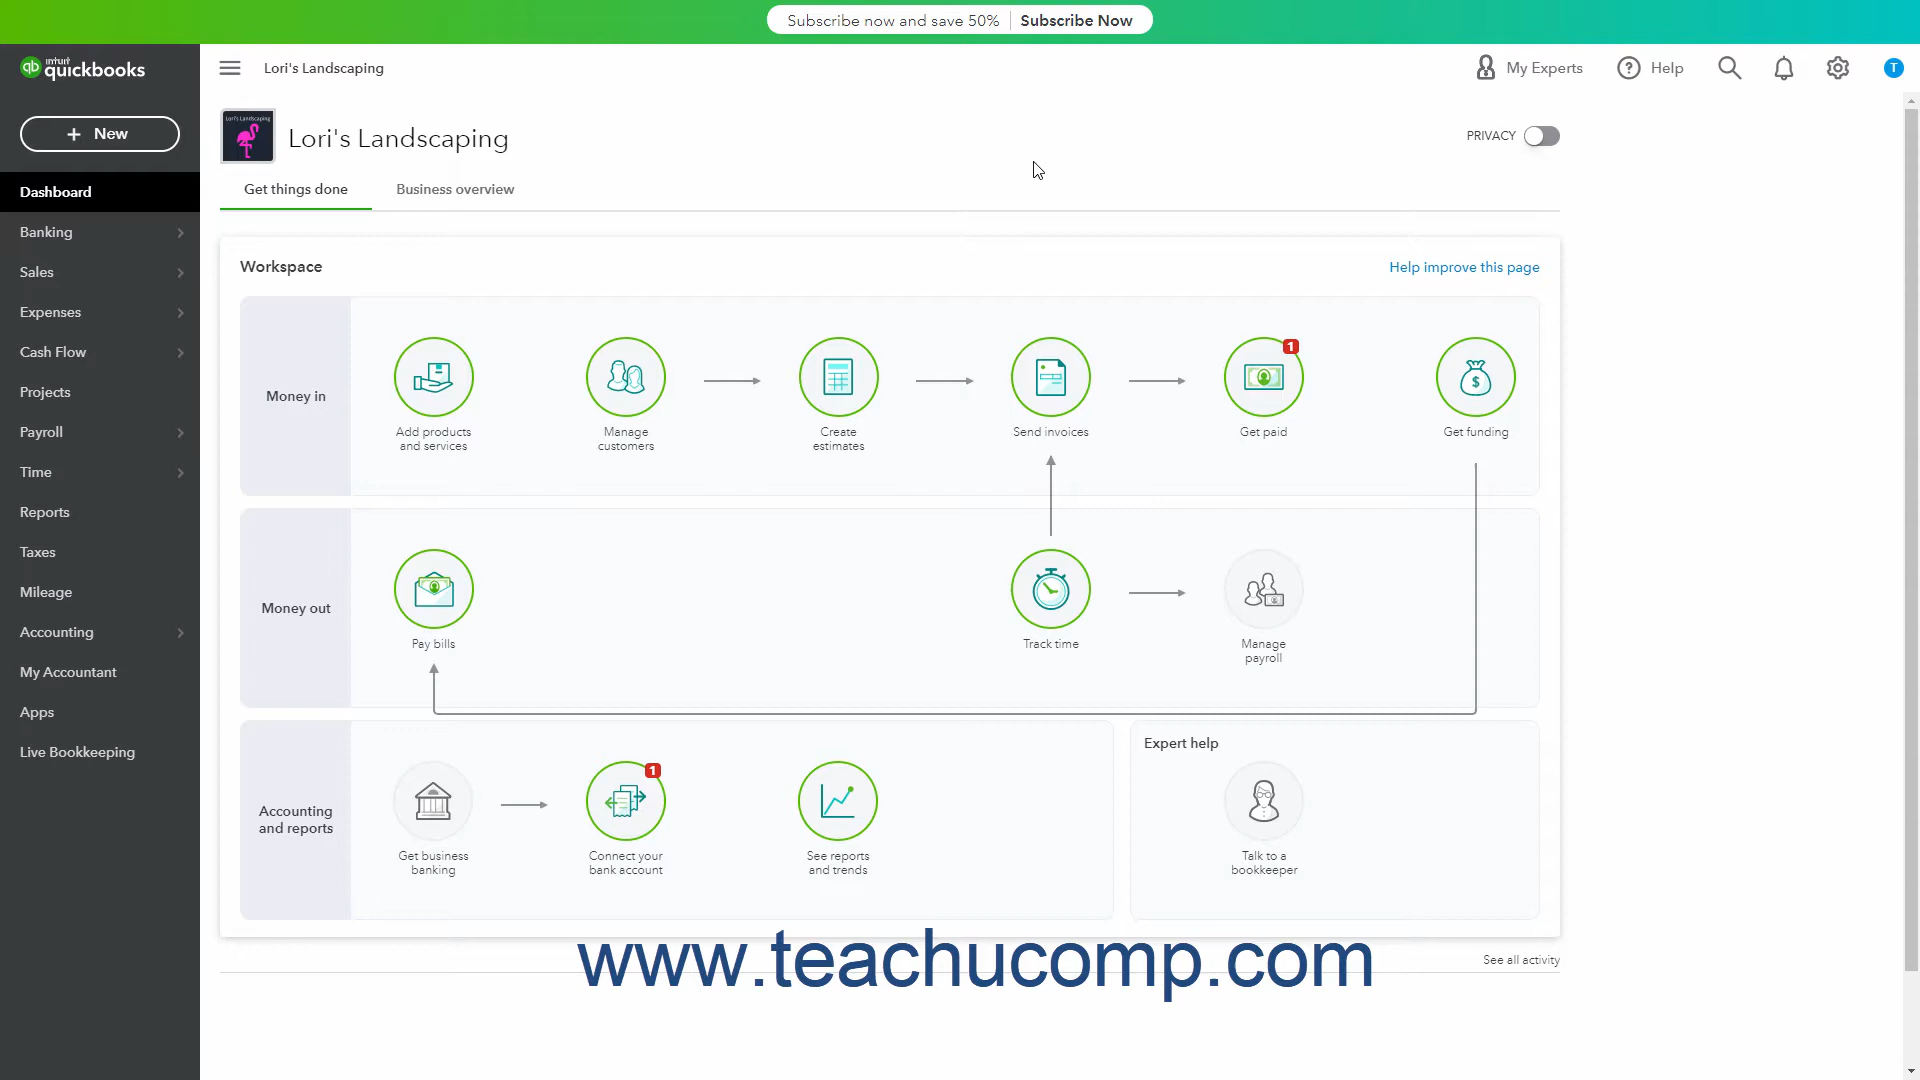 Subscribe now and save 50% Subscribe Now
intuit quickbooks
Lori's Landscaping
My Experts
Help
T
New
Lori's Landscaping
Lori's Landscaping
PRIVACY
Get things done
Business overview
Dashboard
Banking
Sales
Expenses
Cash Flow
Projects
Payroll
Time
Reports
Taxes
Mileage
Accounting
My Accountant
Apps
Live Bookkeeping
Workspace
Help improve this page
Money in
Add products
and services
Manage
customers
Create
estimates
Send invoices
1
Get paid
Get funding
Money out
Pay bills
Track time
Manage
payroll
Accounting
and reports
Get business
banking
1
Connect your
bank account
See reports
and trends
Expert help
Talk to a
bookkeeper
See all activity
www.teachucomp.com